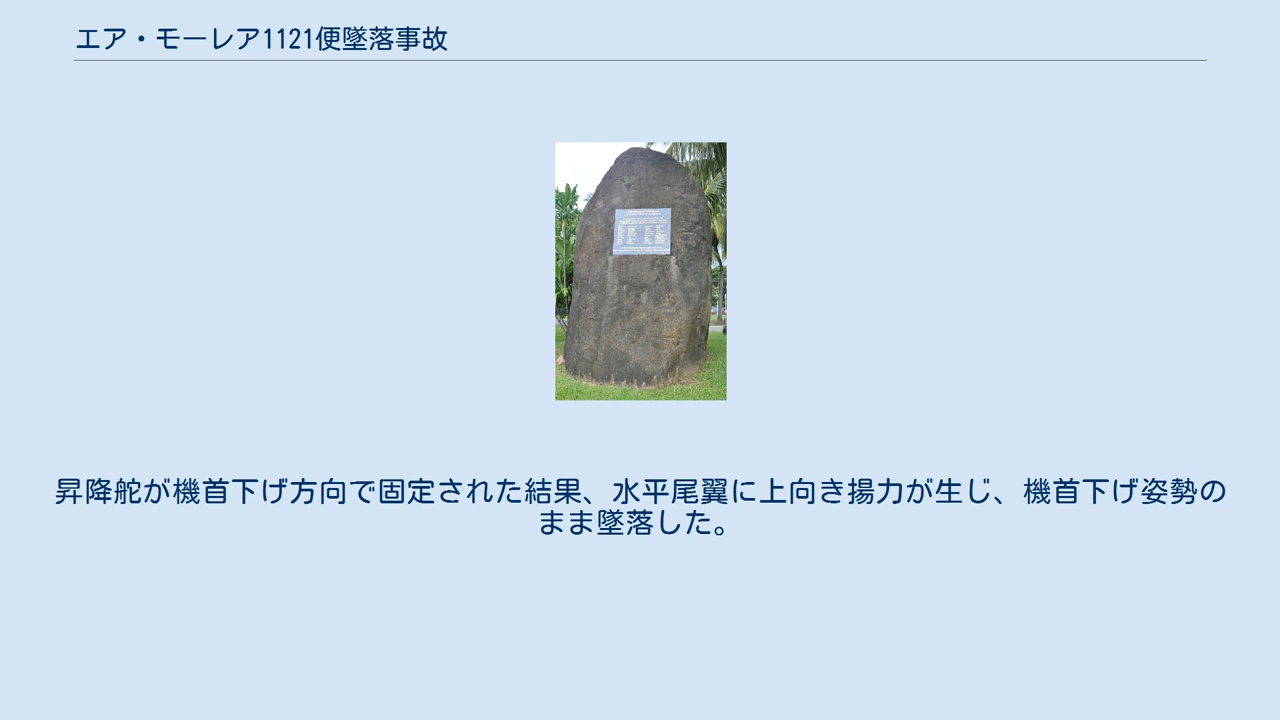 エア・モーレア1121便墜落事故
昇降舵が機首下げ方向で固定された結果、水平尾翼に上向き揚力が生じ、機首下げ姿勢の
まま墜落した。